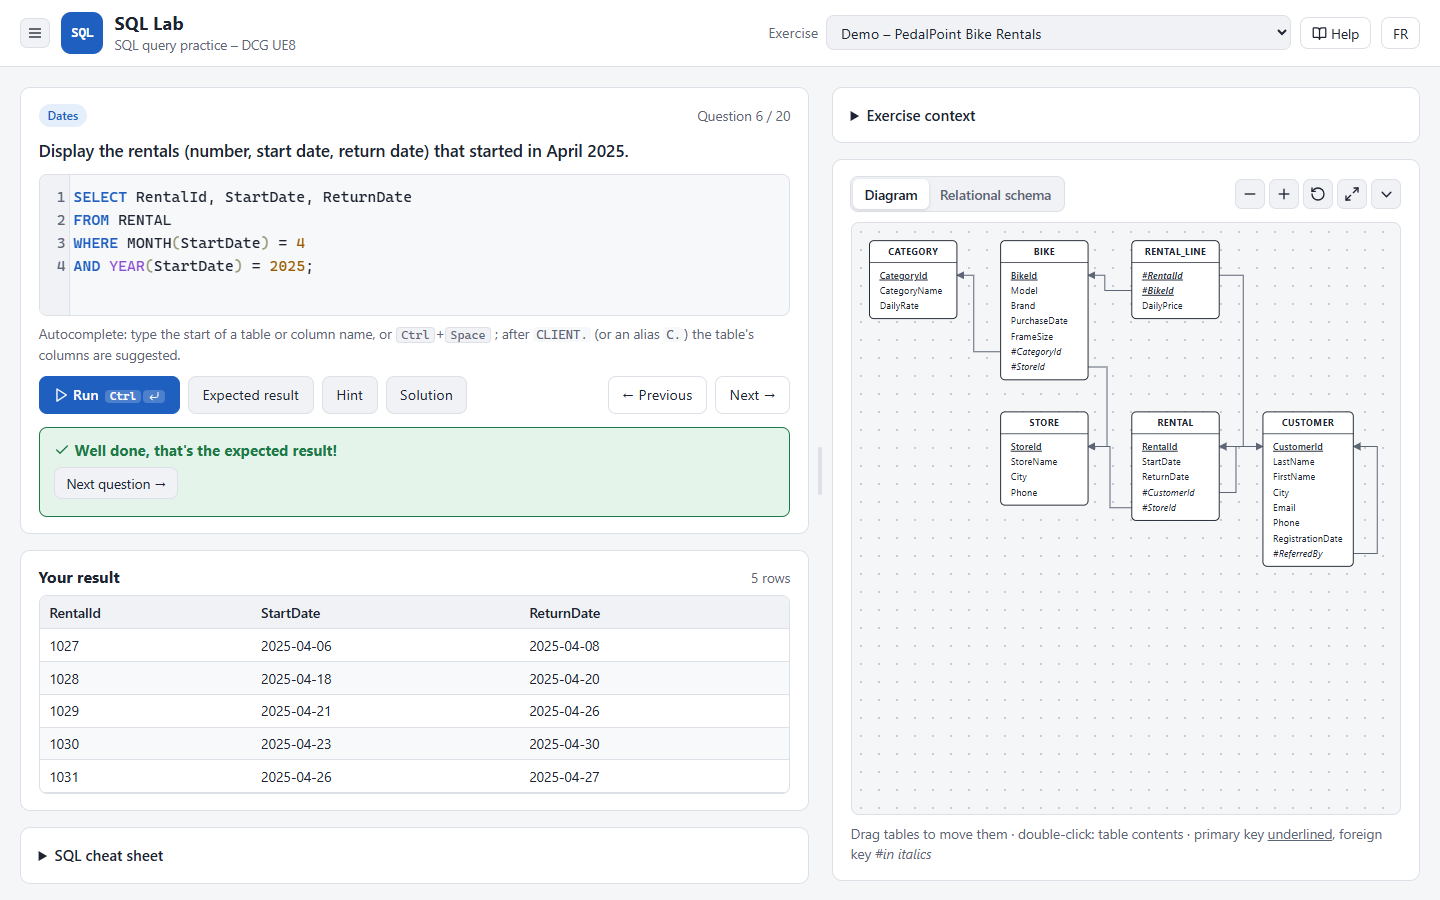 SQL
SQL Lab
SQL query practice – DCG UE8
Exercise
Demo – PedalPoint Bike Rentals
Help
FR
Dates
Question 6 / 20
Display the rentals (number, start date, return date) that started in April 2025.
1 SELECT RentalId, StartDate, ReturnDate
2 FROM RENTAL
3 WHERE MONTH(StartDate) = 4
4 AND YEAR(StartDate) = 2025;
Autocomplete: type the start of a table or column name, or Ctrl + Space ; after CLIENT. (or an alias C.) the table's
columns are suggested.
Run Ctrl ↵
Expected result
Hint
Solution
← Previous
Next →
✓ Well done, that's the expected result!
Next question →
Your result
5 rows
RentalId StartDate ReturnDate
1027 2025-04-06 2025-04-08
1028 2025-04-18 2025-04-20
1029 2025-04-21 2025-04-26
1030 2025-04-23 2025-04-30
1031 2025-04-26 2025-04-27
SQL cheat sheet
Exercise context
Diagram
Relational schema
CATEGORY
CategoryId
CategoryName
DailyRate
BIKE
BikeId
Model
Brand
PurchaseDate
FrameSize
#CategoryId
#StoreId
RENTAL_LINE
#RentalId
#BikeId
DailyPrice
STORE
StoreId
StoreName
City
Phone
RENTAL
RentalId
StartDate
ReturnDate
#CustomerId
#StoreId
CUSTOMER
CustomerId
LastName
FirstName
City
Email
Phone
RegistrationDate
#ReferredBy
Drag tables to move them · double-click: table contents · primary key underlined, foreign
key #in italics